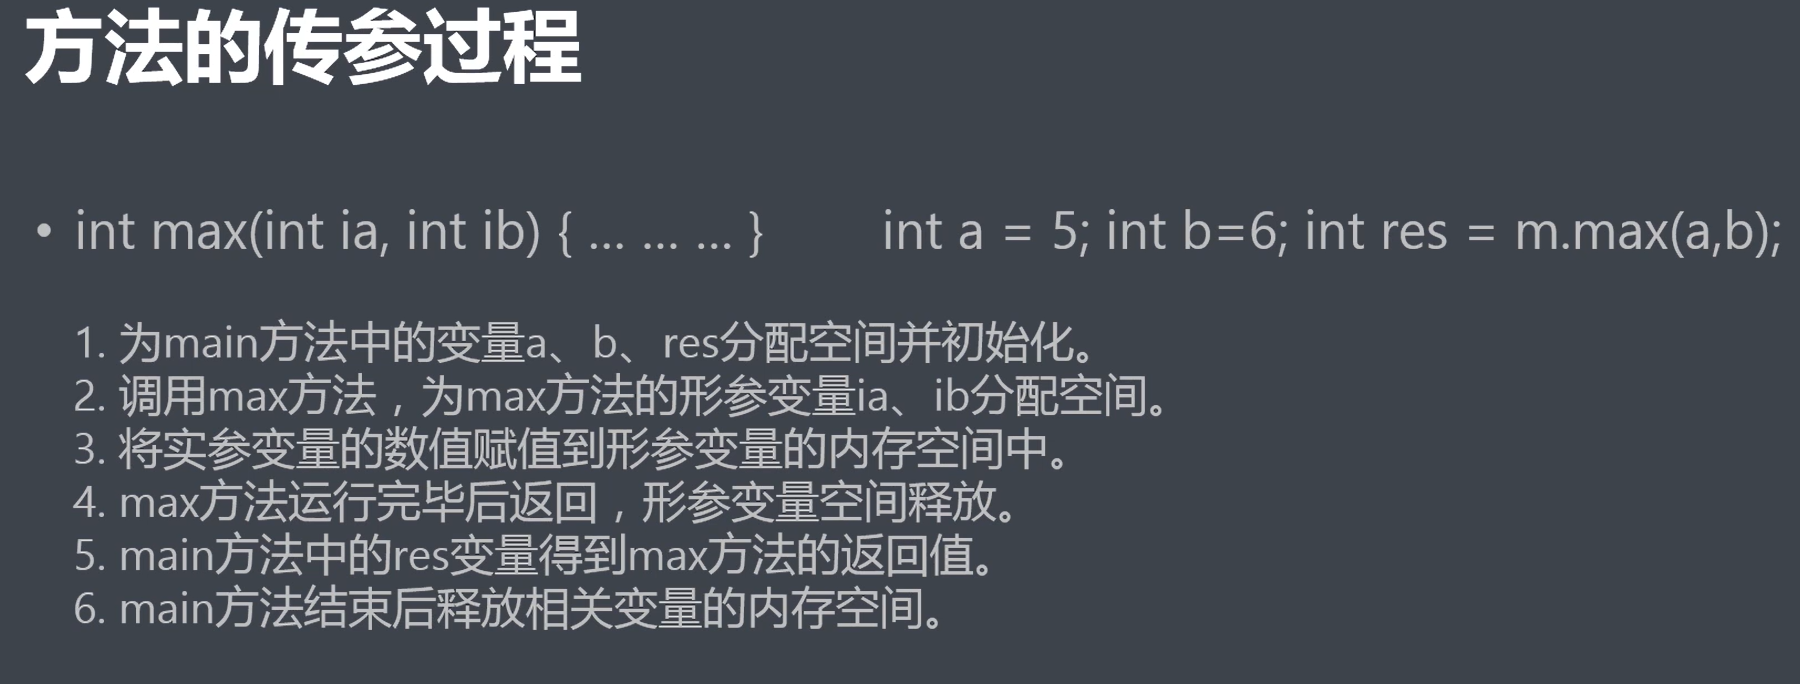 方法的传参过程
• int max(int ia, int ib) { ... ... ... } int a = 5; int b=6; int res = m.max(a,b);
1. 为main方法中的变量a、b、res分配空间并初始化。
2. 调用max方法，为max方法的形参变量ia、ib分配空间。
3. 将实参变量的数值赋值到形参变量的内存空间中。
4. max方法运行完毕后返回，形参变量空间释放。
5. main方法中的res变量得到max方法的返回值。
6. main方法结束后释放相关变量的内存空间。